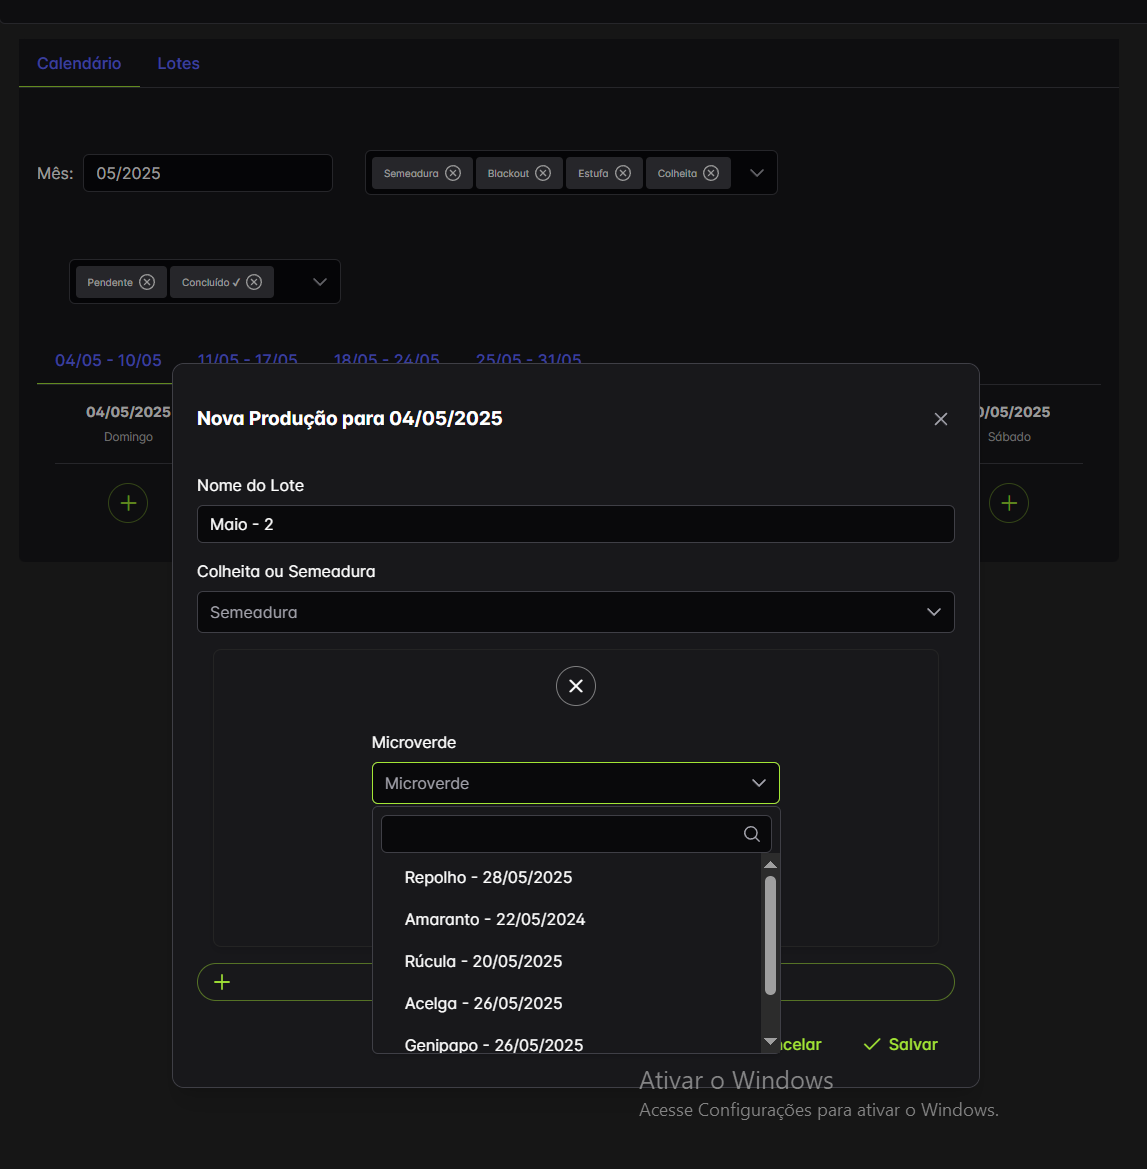 Calendário Lotes
Mês: 05/2025 Semeadura Blackout Estufa Colheita
Pendente Concluído ✓
04/05 - 10/05 11/05 - 17/05 18/05 - 24/05 25/05 - 31/05
04/05/2025 0/05/2025
Domingo Sábado
Nova Produção para 04/05/2025
Nome do Lote
Maio - 2
Colheita ou Semeadura
Semeadura
Microverde
Microverde
Repolho - 28/05/2025
Amaranto - 22/05/2024
Rúcula - 20/05/2025
Acelga - 26/05/2025
Genipapo - 26/05/2025
ncelar Salvar
Ativar o Windows
Acesse Configurações para ativar o Windows.